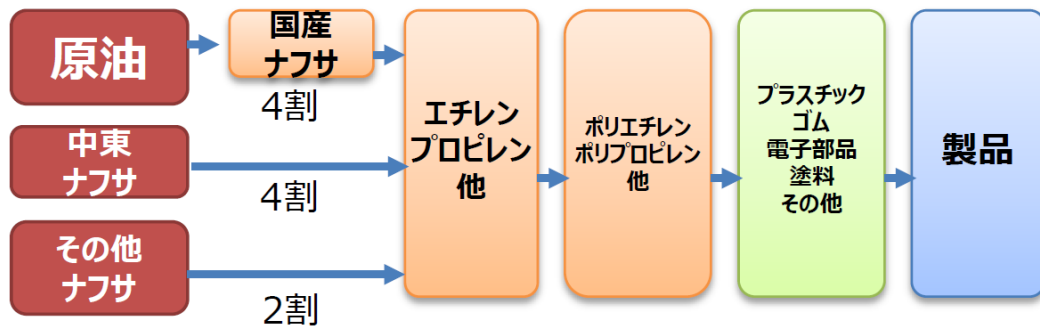 原油
国産
ナフサ
4割
中東
ナフサ
4割
その他
ナフサ
2割
エチレン
プロピレン
他
ポリエチレン
ポリプロピレン
他
プラスチック
ゴム
電子部品
塗料
その他
製品